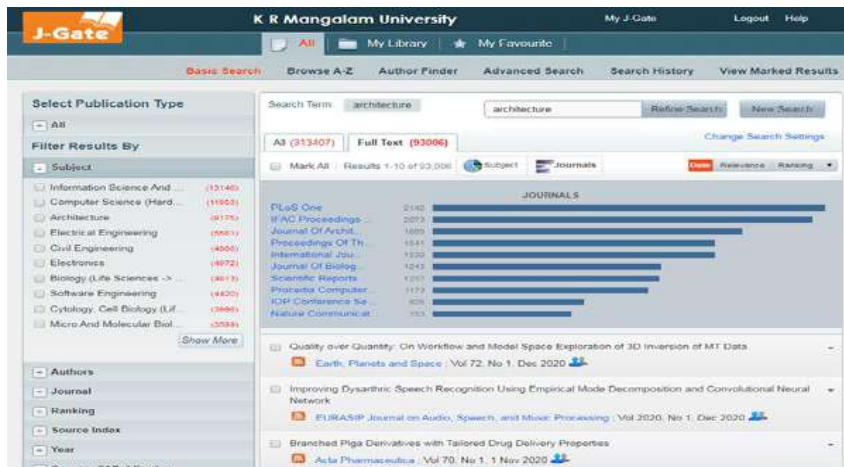 J-Gate
K R Mangalam University
My J-Gate Logout Help
All My Library My Favourite
Basic Search Browse A-Z Author Finder Advanced Search Search History View Marked Results
Select Publication Type
All
Filter Results By
Subject
Information Science And ...
Computer Science (Hard...
Architecture
Electrical Engineering
Civil Engineering
Electronics
Biology (Life Sciences ->
Software Engineering
Cytology, Cell Biology (Lif...
Micro And Molecular Biol...
Show More
Authors
Journal
Ranking
Source Index
Year
Search Term architecture
architecture Refine Search New Search
All (313407) Full Text (93006)
Change Search Settings
Mark All Results 1-10 of 93,006 Subject Journals
Date Relevance Ranking
JOURNALS
PLoS One
IFAC Proceedings ...
Journal Of Archit...
Proceedings Of Th...
International Jou...
Journal Of Biolog...
Scientific Reports
Procedia Computer...
IOP Conference Se...
Nature Communicat...
Quality over Quantity: On Workflow and Model Space Exploration of 3D Inversion of MT Data
Earth, Planets and Space ; Vol 72, No 1, Dec 2020
Improving Dysarthric Speech Recognition Using Empirical Mode Decomposition and Convolutional Neural
Network
EURASIP Journal on Audio, Speech, and Music Processing ; Vol 2020, No 1, Dec 2020
Branched Plga Derivatives with Tailored Drug Delivery Properties
Acta Pharmaceutica ; Vol 70, No 1, 1 Nov 2020